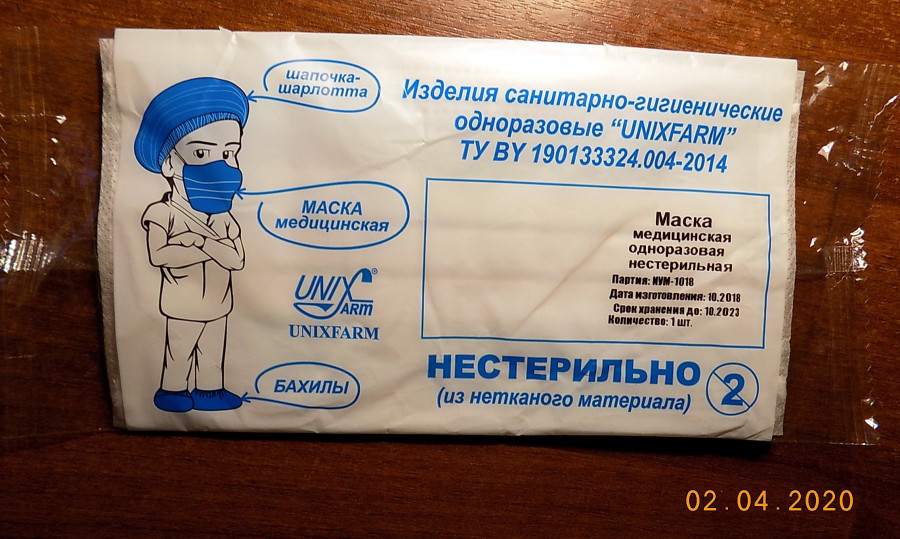 шапочка-
шарлотта
Изделия санитарно-гигиенические
одноразовые “UNIXFARM”
ТУ BY 190133324.004-2014
МАСКА
медицинская
Маска
медицинская
одноразовая
нестерильная
Партия: ИУМ-1018
Дата изготовления: 10.2018
Срок хранения до: 10.2023
Количество: 1 шт.
UNIX®
FARM
UNIXFARM
БАХИЛЫ
НЕСТЕРИЛЬНО
(из нетканого материала)
2
02.04.2020